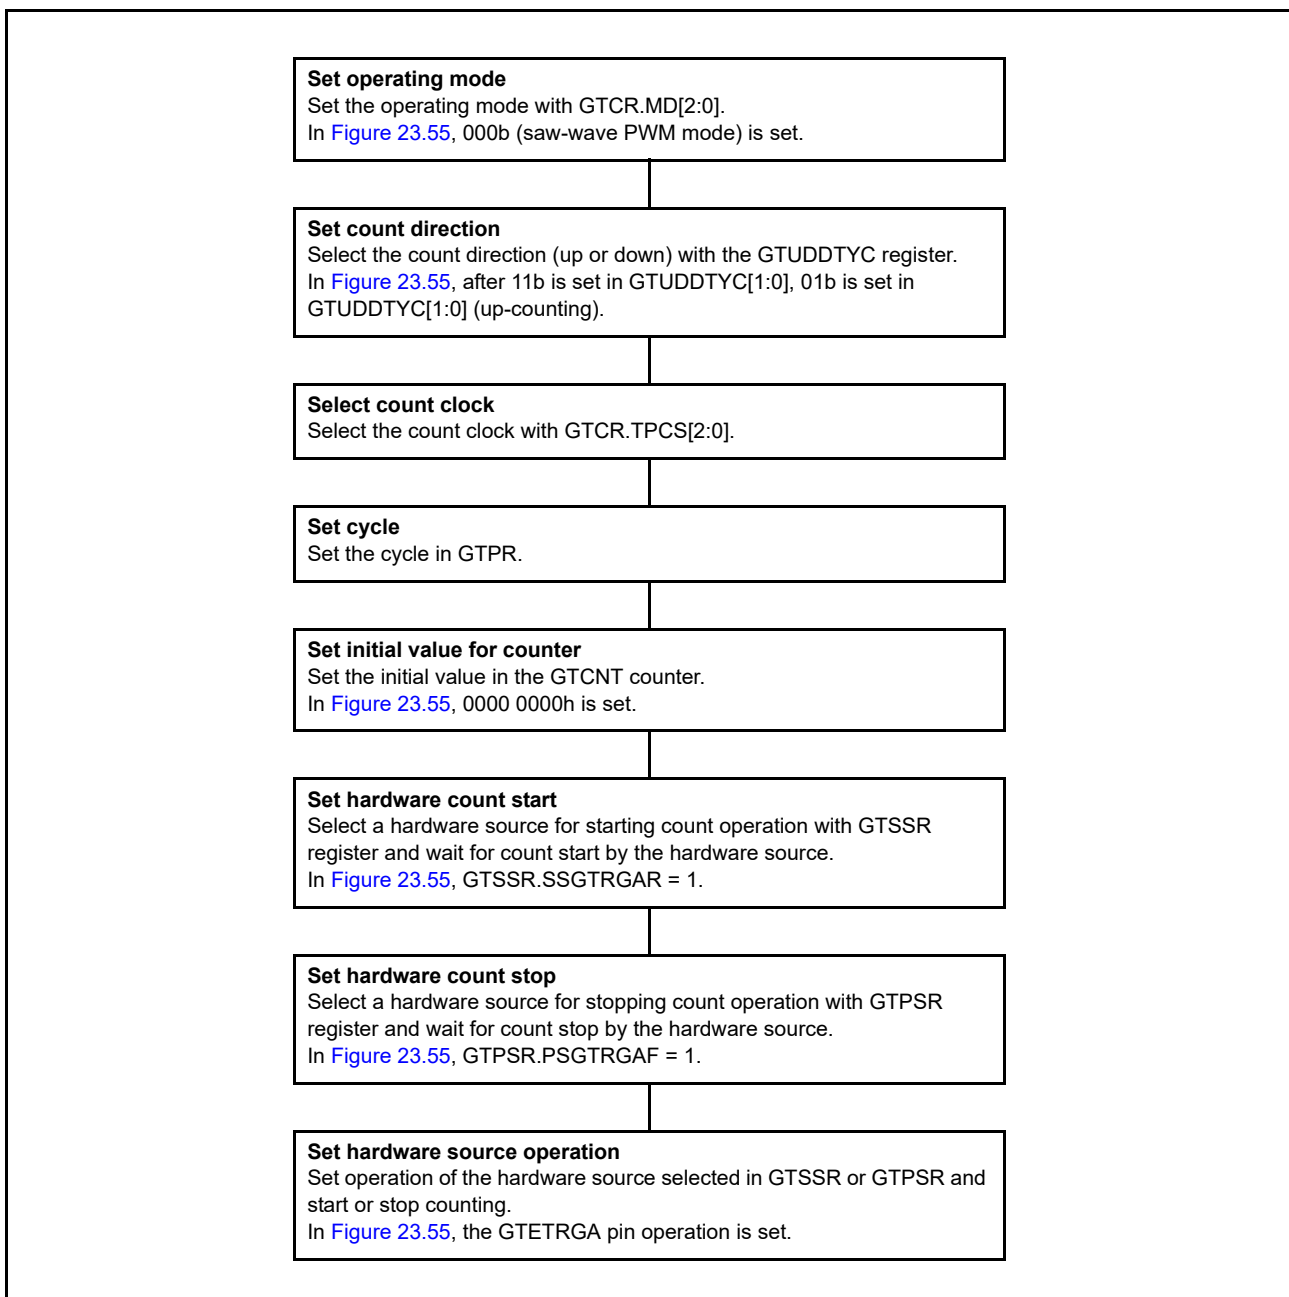 Set operating mode
Set the operating mode with GTCR.MD[2:0].
In Figure 23.55, 000b (saw-wave PWM mode) is set.
Set count direction
Select the count direction (up or down) with the GTUDDTYC register.
In Figure 23.55, after 11b is set in GTUDDTYC[1:0], 01b is set in
GTUDDTYC[1:0] (up-counting).
Select count clock
Select the count clock with GTCR.TPCS[2:0].
Set cycle
Set the cycle in GTPR.
Set initial value for counter
Set the initial value in the GTCNT counter.
In Figure 23.55, 0000 0000h is set.
Set hardware count start
Select a hardware source for starting count operation with GTSSR
register and wait for count start by the hardware source.
In Figure 23.55, GTSSR.SSGTRGAR = 1.
Set hardware count stop
Select a hardware source for stopping count operation with GTPSR
register and wait for count stop by the hardware source.
In Figure 23.55, GTPSR.PSGTRGAF = 1.
Set hardware source operation
Set operation of the hardware source selected in GTSSR or GTPSR and
start or stop counting.
In Figure 23.55, the GTETRGA pin operation is set.